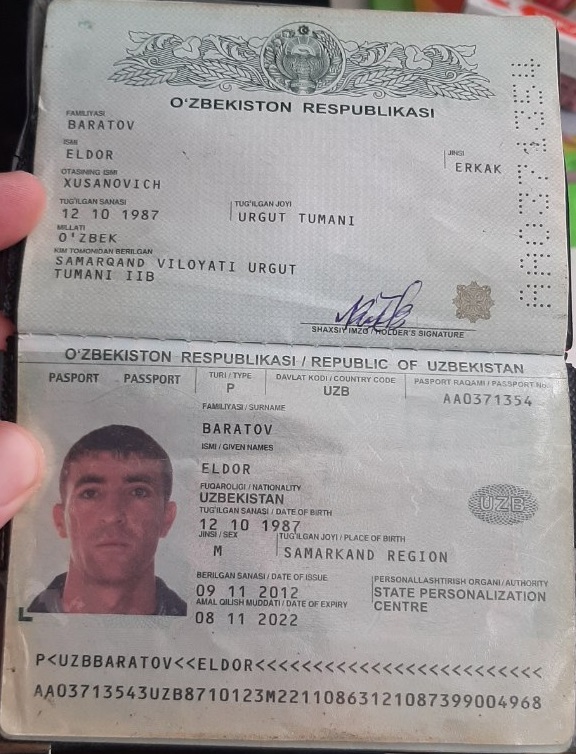 O'ZBEKISTON RESPUBLIKASI
FAMILIYASI
BARATOV
ISMI
ELDOR
JINSI
ERKAK
OTASINING ISMI
XUSANOVICH
TUG'ILGAN SANASI
12 10 1987
TUG'ILGAN JOYI
URGUT TUMANI
MILLATI
O'ZBEK
KIM TOMONIDAN BERILGAN
SAMARQAND VILOYATI URGUT
TUMANI IIB
SHAXSIY IMZO / HOLDER'S SIGNATURE
O'ZBEKISTON RESPUBLIKASI / REPUBLIC OF UZBEKISTAN
PASPORT PASSPORT
TURI / TYPE
P
DAVLAT KODI / COUNTRY CODE
UZB
PASPORT RAQAMI / PASSPORT No.
AA0371354
FAMILIYASI / SURNAME
BARATOV
ISMI / GIVEN NAMES
ELDOR
FUQAROLIGI / NATIONALITY
UZBEKISTAN
UZB
TUG'ILGAN SANASI / DATE OF BIRTH
12 10 1987
JINSI / SEX
M
TUG'ILGAN JOYI / PLACE OF BIRTH
SAMARKAND REGION
BERILGAN SANASI / DATE OF ISSUE
09 11 2012
PERSONALLASHTIRISH ORGANI / AUTHORITY
STATE PERSONALIZATION
CENTRE
AMAL QILISH MUDDATI / DATE OF EXPIRY
08 11 2022
P<UZBBARATOV<<ELDOR<<<<<<<<<<<<<<<<<<<<<<<<<
AA03713543UZB8710123M22110863121087399004968